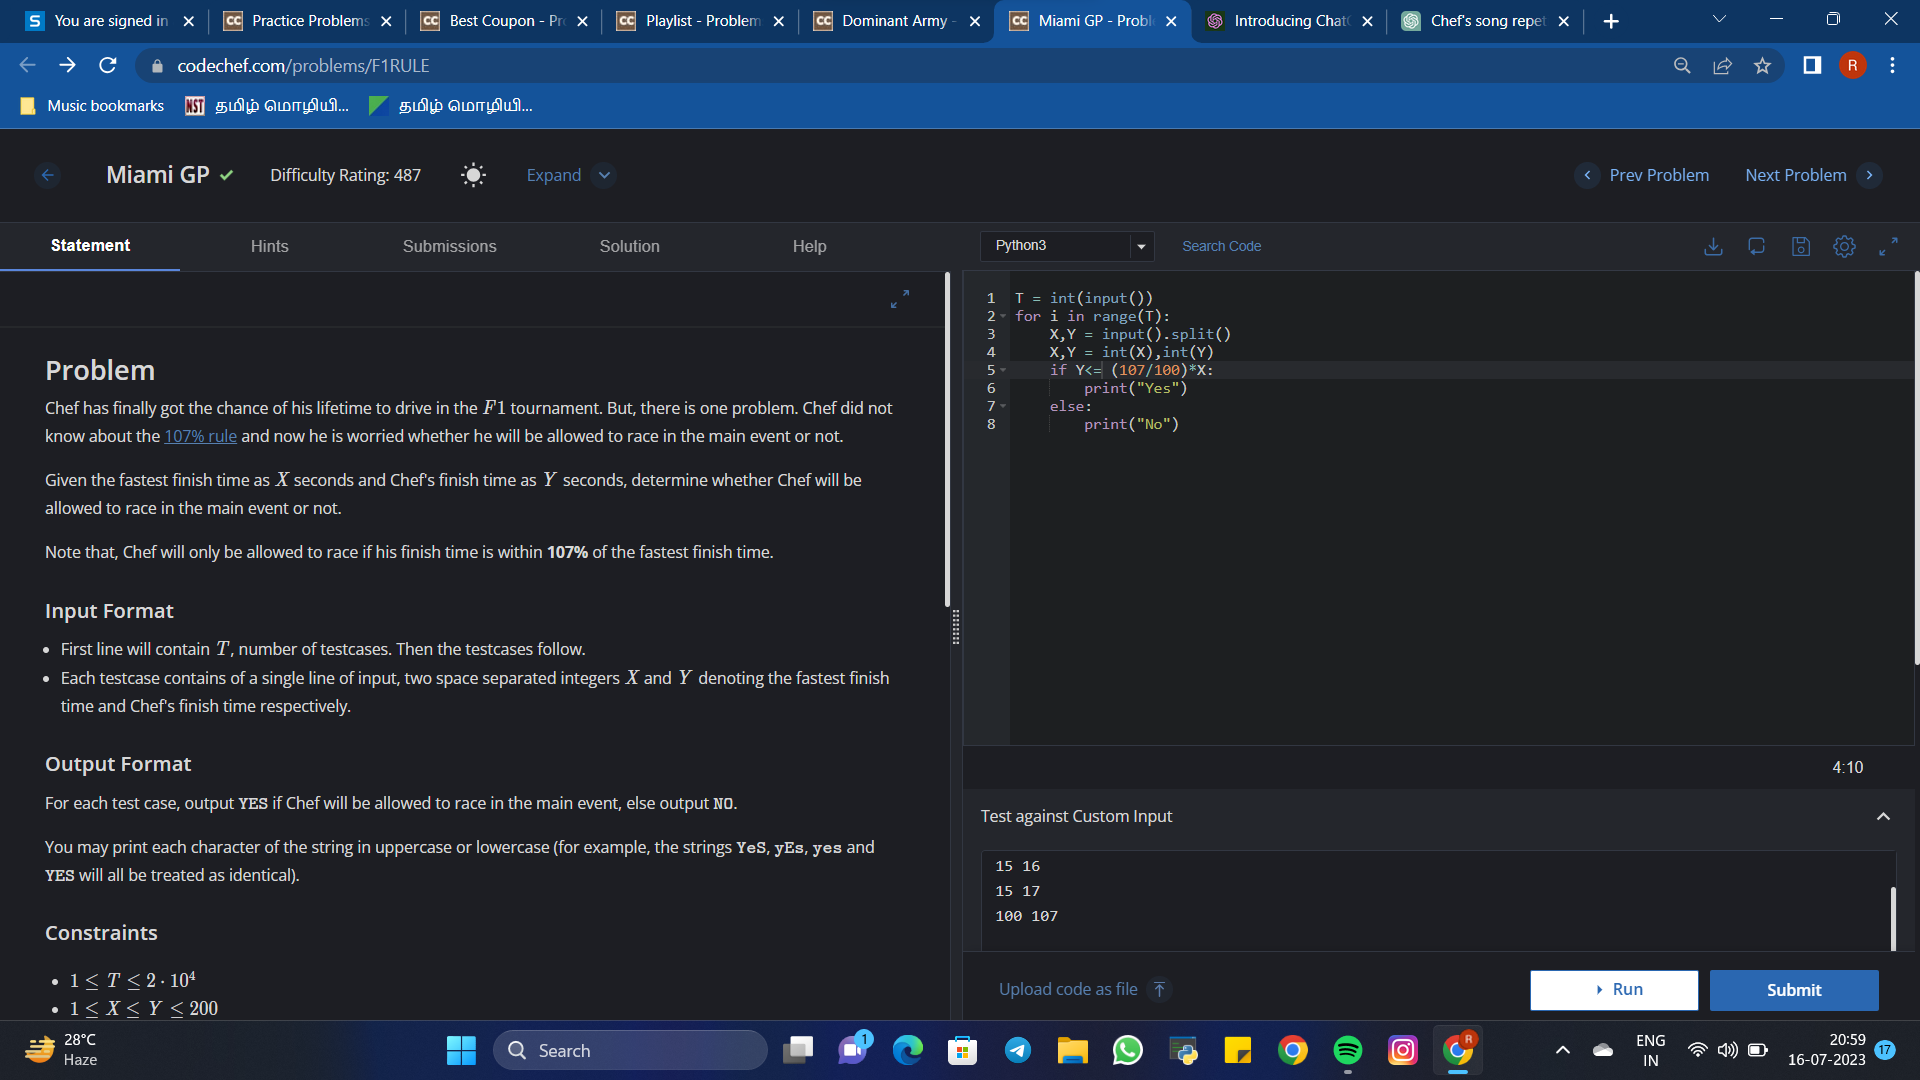 You are signed in
Practice Problems
Best Coupon - Pr
Playlist - Problem
Dominant Army -
Miami GP - Probl
Introducing Chat
Chef's song repet
codechef.com/problems/F1RULE
R
Music bookmarks
NST
தமிழ் மொழியி...
தமிழ் மொழியி...
Miami GP
Difficulty Rating: 487
Expand
Prev Problem
Next Problem
Statement
Hints
Submissions
Solution
Help
Python3
Search Code
Problem
Chef has finally got the chance of his lifetime to drive in the F1 tournament. But, there is one problem. Chef did not
know about the 107% rule and now he is worried whether he will be allowed to race in the main event or not.
Given the fastest finish time as X seconds and Chef's finish time as Y seconds, determine whether Chef will be
allowed to race in the main event or not.
Note that, Chef will only be allowed to race if his finish time is within 107% of the fastest finish time.
Input Format
• First line will contain T, number of testcases. Then the testcases follow.
• Each testcase contains of a single line of input, two space separated integers X and Y denoting the fastest finish
time and Chef's finish time respectively.
Output Format
For each test case, output YES if Chef will be allowed to race in the main event, else output NO.
You may print each character of the string in uppercase or lowercase (for example, the strings YeS, yEs, yes and
YES will all be treated as identical).
Constraints
• 1 ≤ T ≤ 2 · 10⁴
• 1 ≤ X ≤ Y ≤ 200
1 T = int(input())
2 for i in range(T):
3 X,Y = input().split()
4 X,Y = int(X),int(Y)
5 if Y<= (107/100)*X:
6 print("Yes")
7 else:
8 print("No")
4:10
Test against Custom Input
15 16
15 17
100 107
Upload code as file
Run
Submit
28°C
Haze
Search
1
R
ENG
IN
20:59
16-07-2023
17